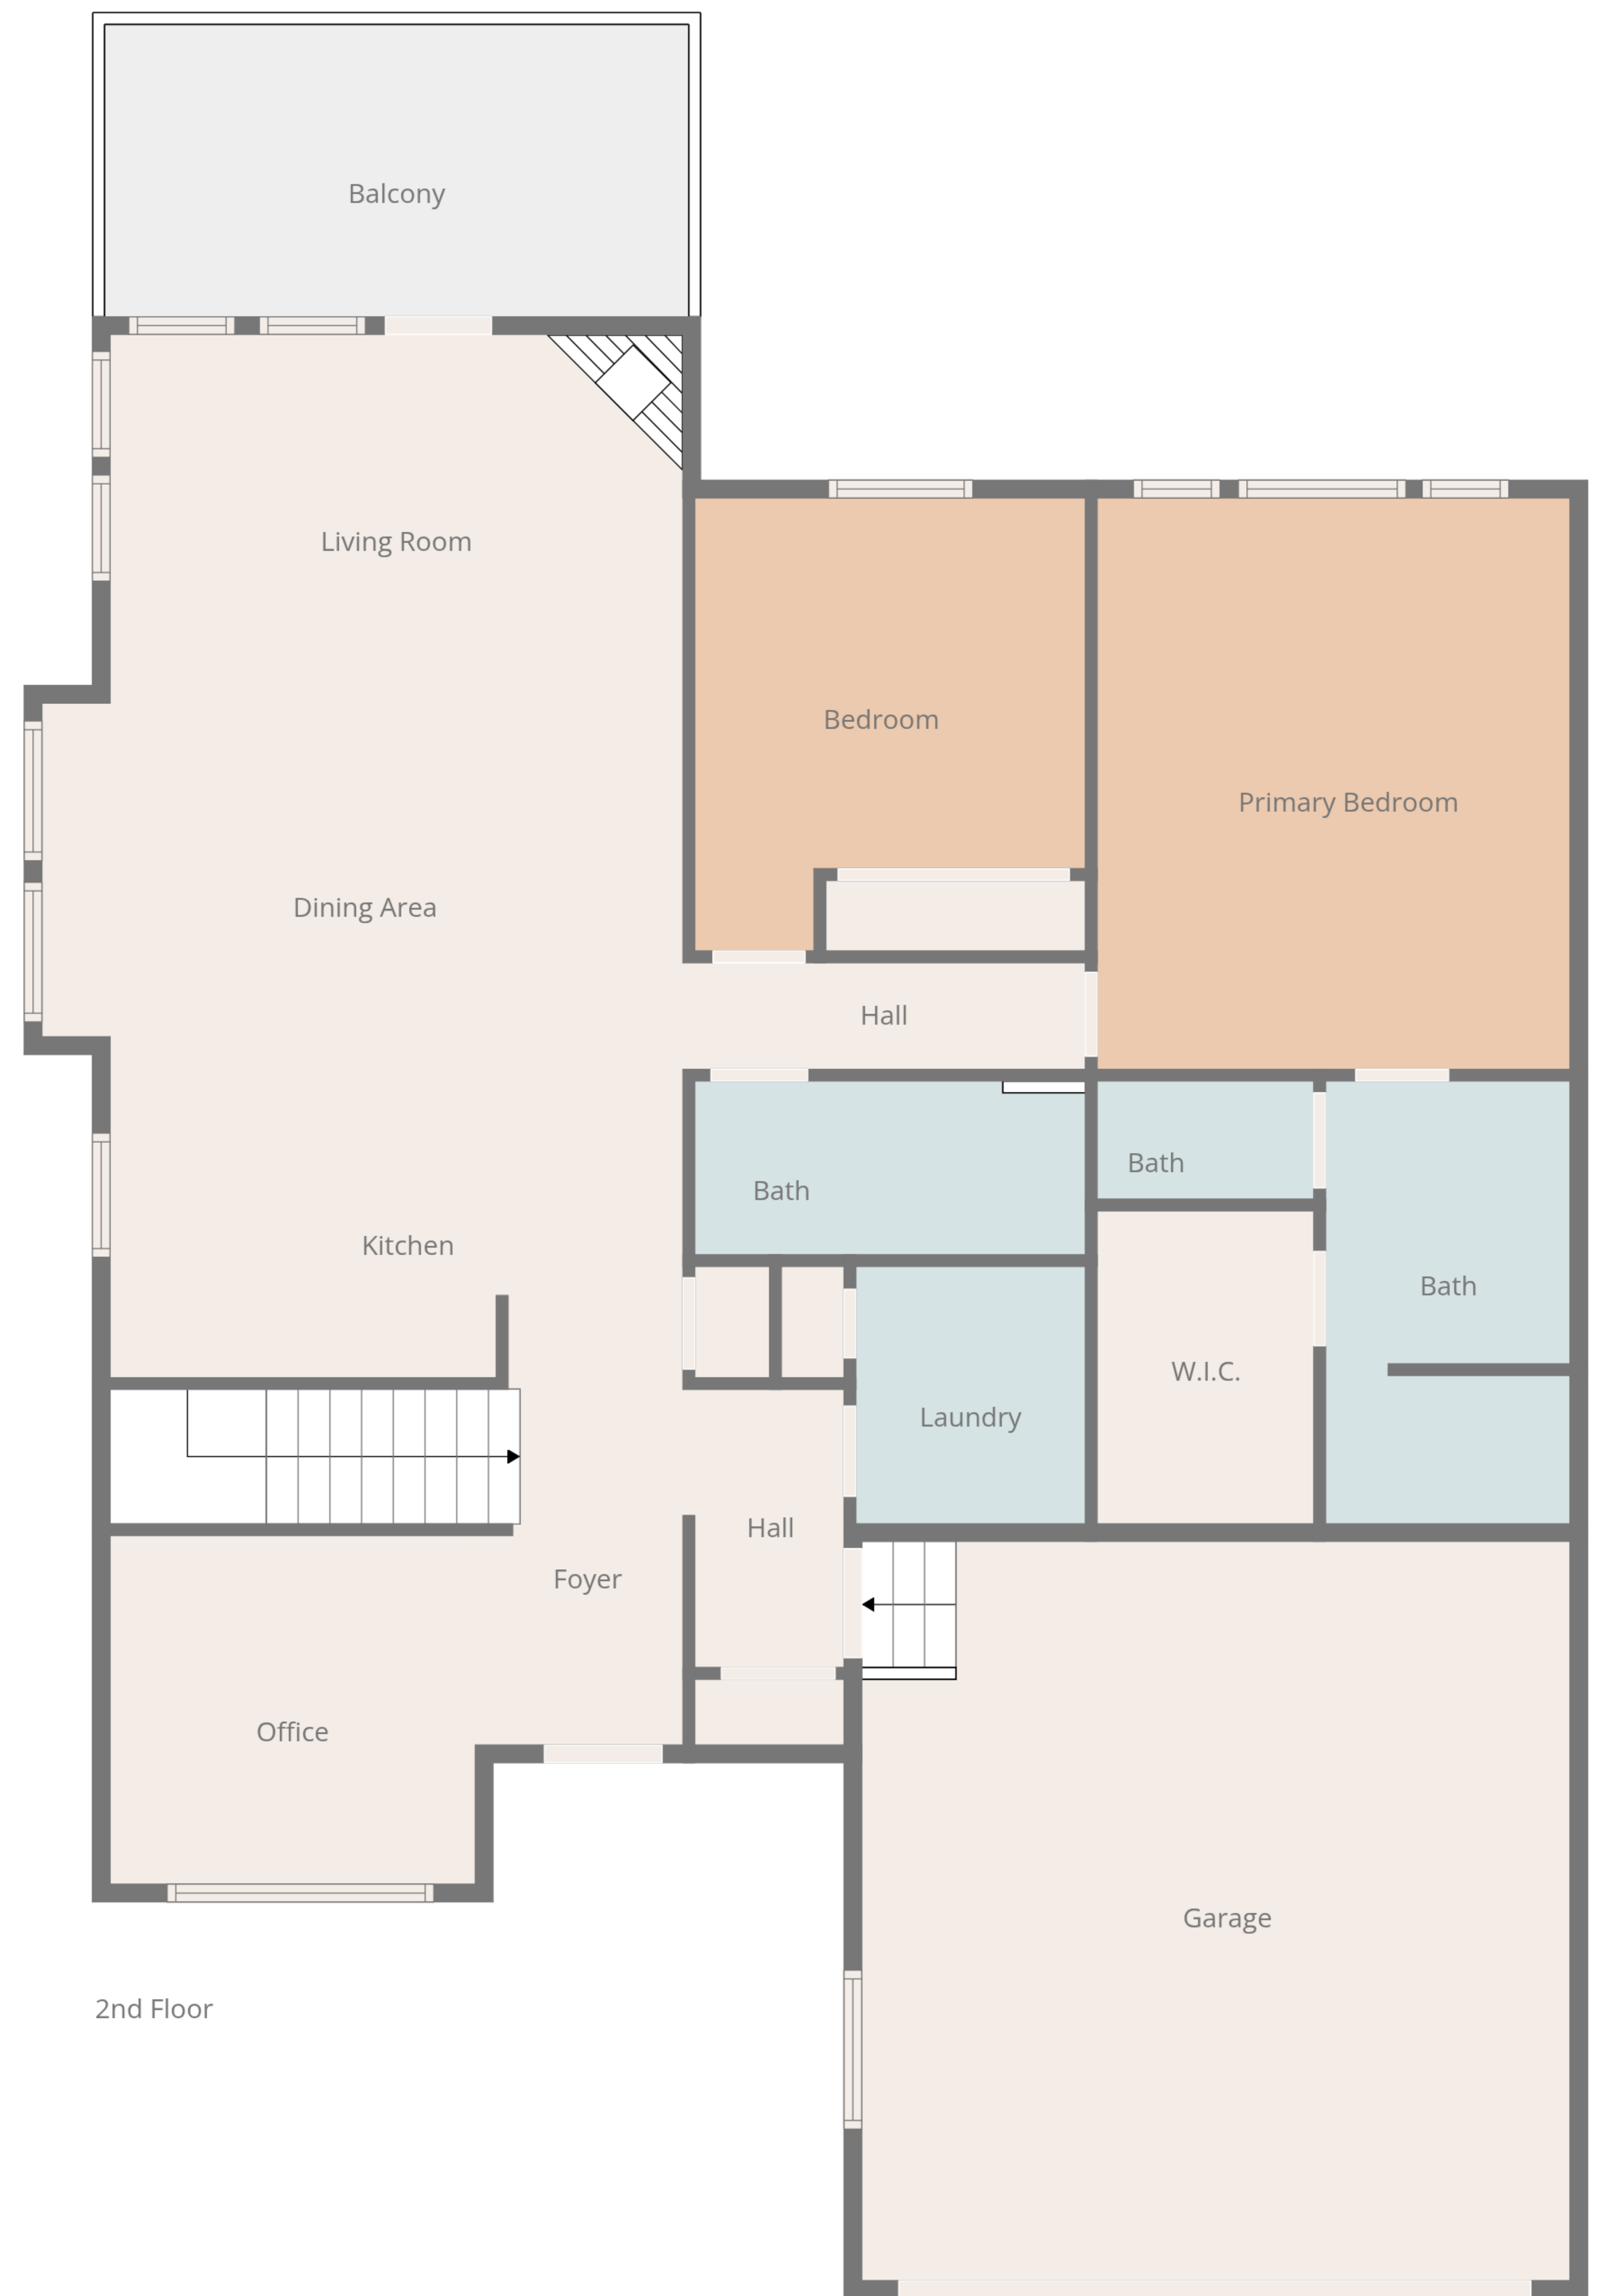 Balcony
Living Room
Bedroom
Primary Bedroom
Dining Area
Hall
Bath
Bath
Kitchen
Bath
W.I.C.
Laundry
Hall
Foyer
Office
Garage
2nd Floor